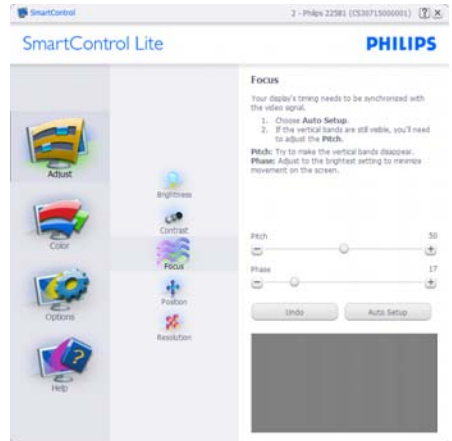 SmartControl
2 - Philips 225B1 (CS30715000001)
SmartControl Lite
PHILIPS
Adjust
Color
Options
Help
Brightness
Contrast
Focus
Position
Resolution
Focus
Your display's timing needs to be synchronized with
the video signal.
1. Choose Auto Setup.
2. If the vertical bands are still visible, you'll need
to adjust the Pitch.
Pitch: Try to make the vertical bands disappear.
Phase: Adjust to the brightest setting to minimize
movement on the screen.
Pitch 50
Phase 17
Undo
Auto Setup